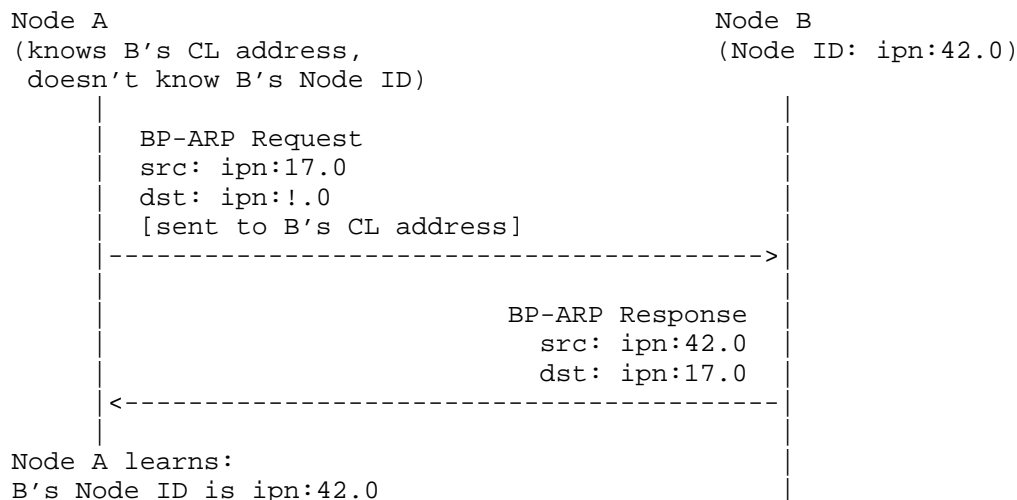 Node A Node B
(knows B’s CL address, (Node ID: ipn:42.0)
doesn’t know B’s Node ID)
BP-ARP Request
src: ipn:17.0
dst: ipn:!.0
[sent to B’s CL address]
BP-ARP Response
src: ipn:42.0
dst: ipn:17.0
Node A learns:
B’s Node ID is ipn:42.0